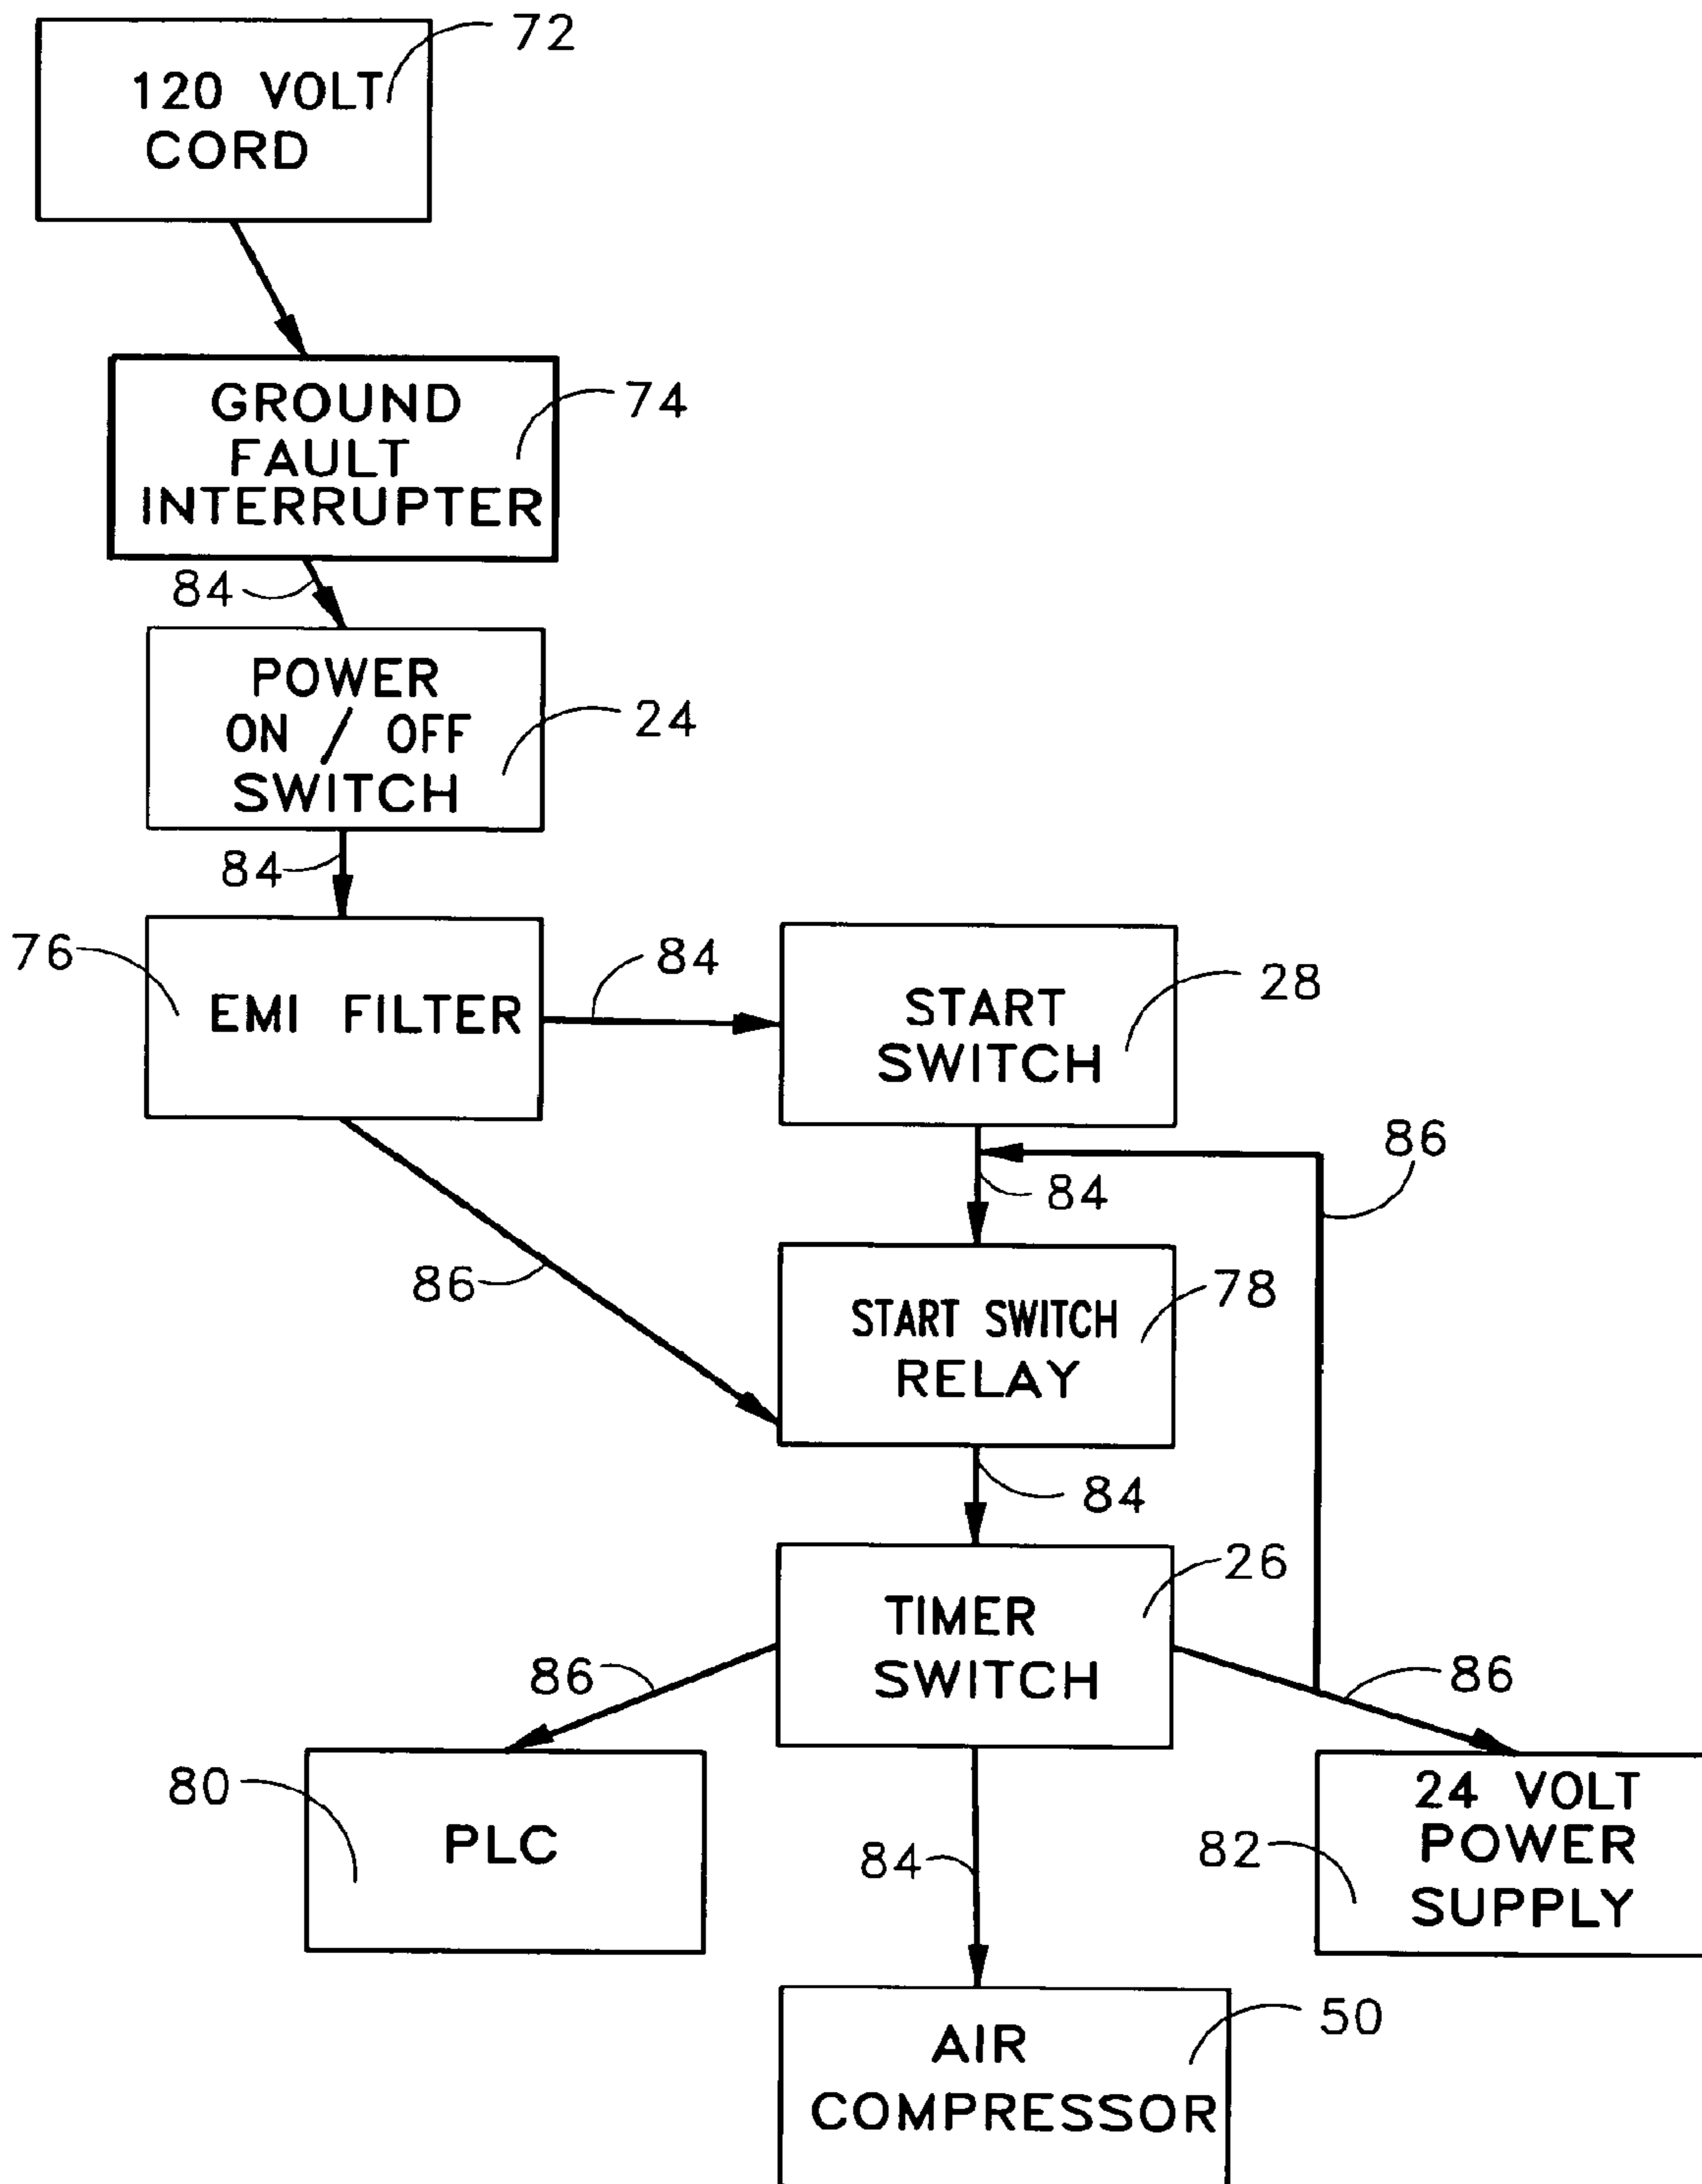 72
120 VOLT
CORD
74
GROUND
FAULT
INTERRUPTER
84
POWER
ON / OFF
SWITCH
24
84
76
EMI FILTER
84
START
SWITCH
28
86
84
86
START SWITCH
RELAY
78
84
TIMER
SWITCH
26
86
86
80
PLC
84
82
24 VOLT
POWER
SUPPLY
AIR
COMPRESSOR
50